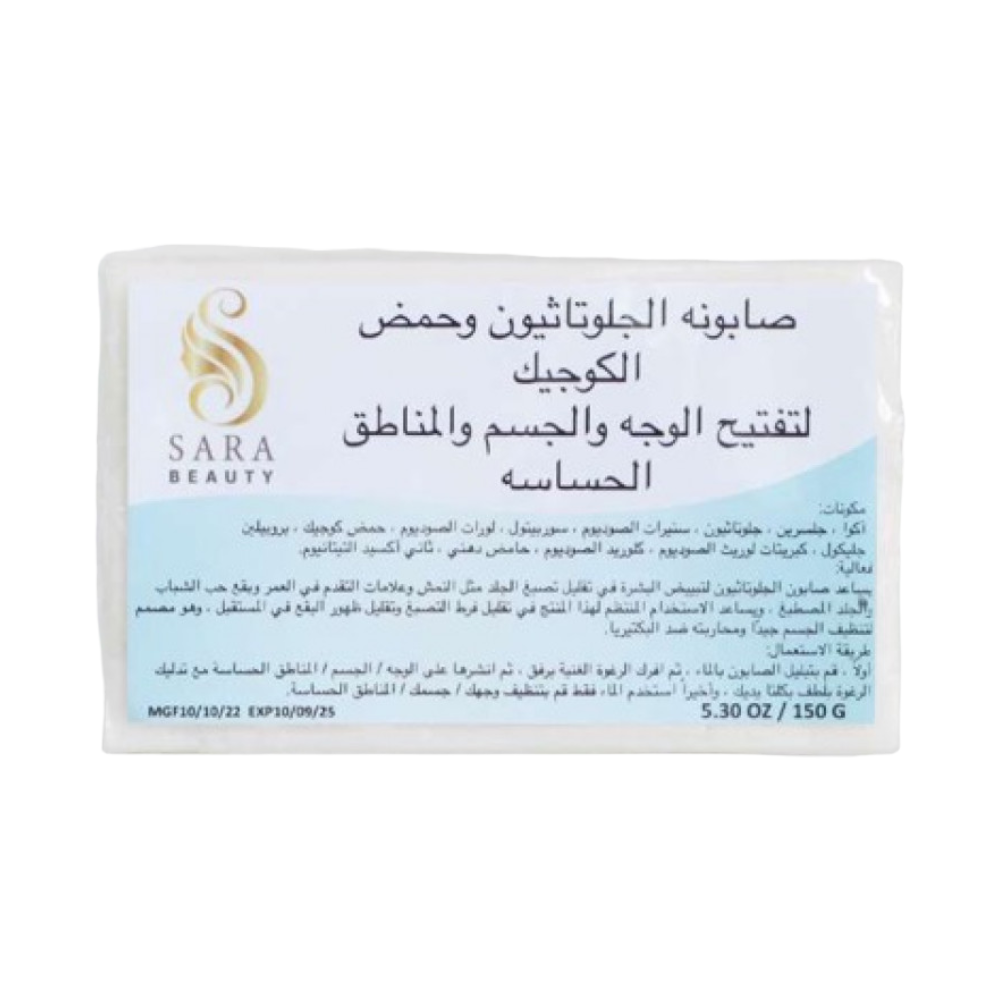 صابونه الجلوتاثيون وحمض
الكوجيك
لتفتيح الوجه والجسم والمناطق
الحساسه
SARA
BEAUTY
مكونات:
أكوا ، جلسرين ، جلوتاثيون ، ستيرات الصوديوم ، سوربيتول ، لورات الصوديوم ، حمض كوجيك ، بروبيلين
جليكول ، كبريتات لوريث الصوديوم ، كلوريد الصوديوم ، حامض دهني ، ثاني أكسيد التيتانيوم.
فعالية:
يساعد صابون الجلوتاثيون لتبييض البشرة في تقليل تصبغ الجلد مثل النمش وعلامات التقدم في العمر وبقع حب الشباب
والجلد المصطبغ ، ويساعد الاستخدام المنتظم لهذا المنتج في تقليل فرط التصبغ وتقليل ظهور البقع في المستقبل ، وهو مصمم
لتنظيف الجسم جيدًا ومحاربته ضد البكتيريا.
طريقة الاستعمال:
أولا ، قم بتبليل الصابون بالماء ، ثم افرك الرغوة الغنية برفق ، ثم انشرها على الوجه / الجسم / المناطق الحساسة مع تدليك
الرغوة بلطف بكلتا يديك ، وأخيرا استخدم الماء فقط قم بتنظيف وجهك / جسمك / المناطق الحساسة.
MGF10/10/22 EXP10/09/25
5.30 OZ / 150 G